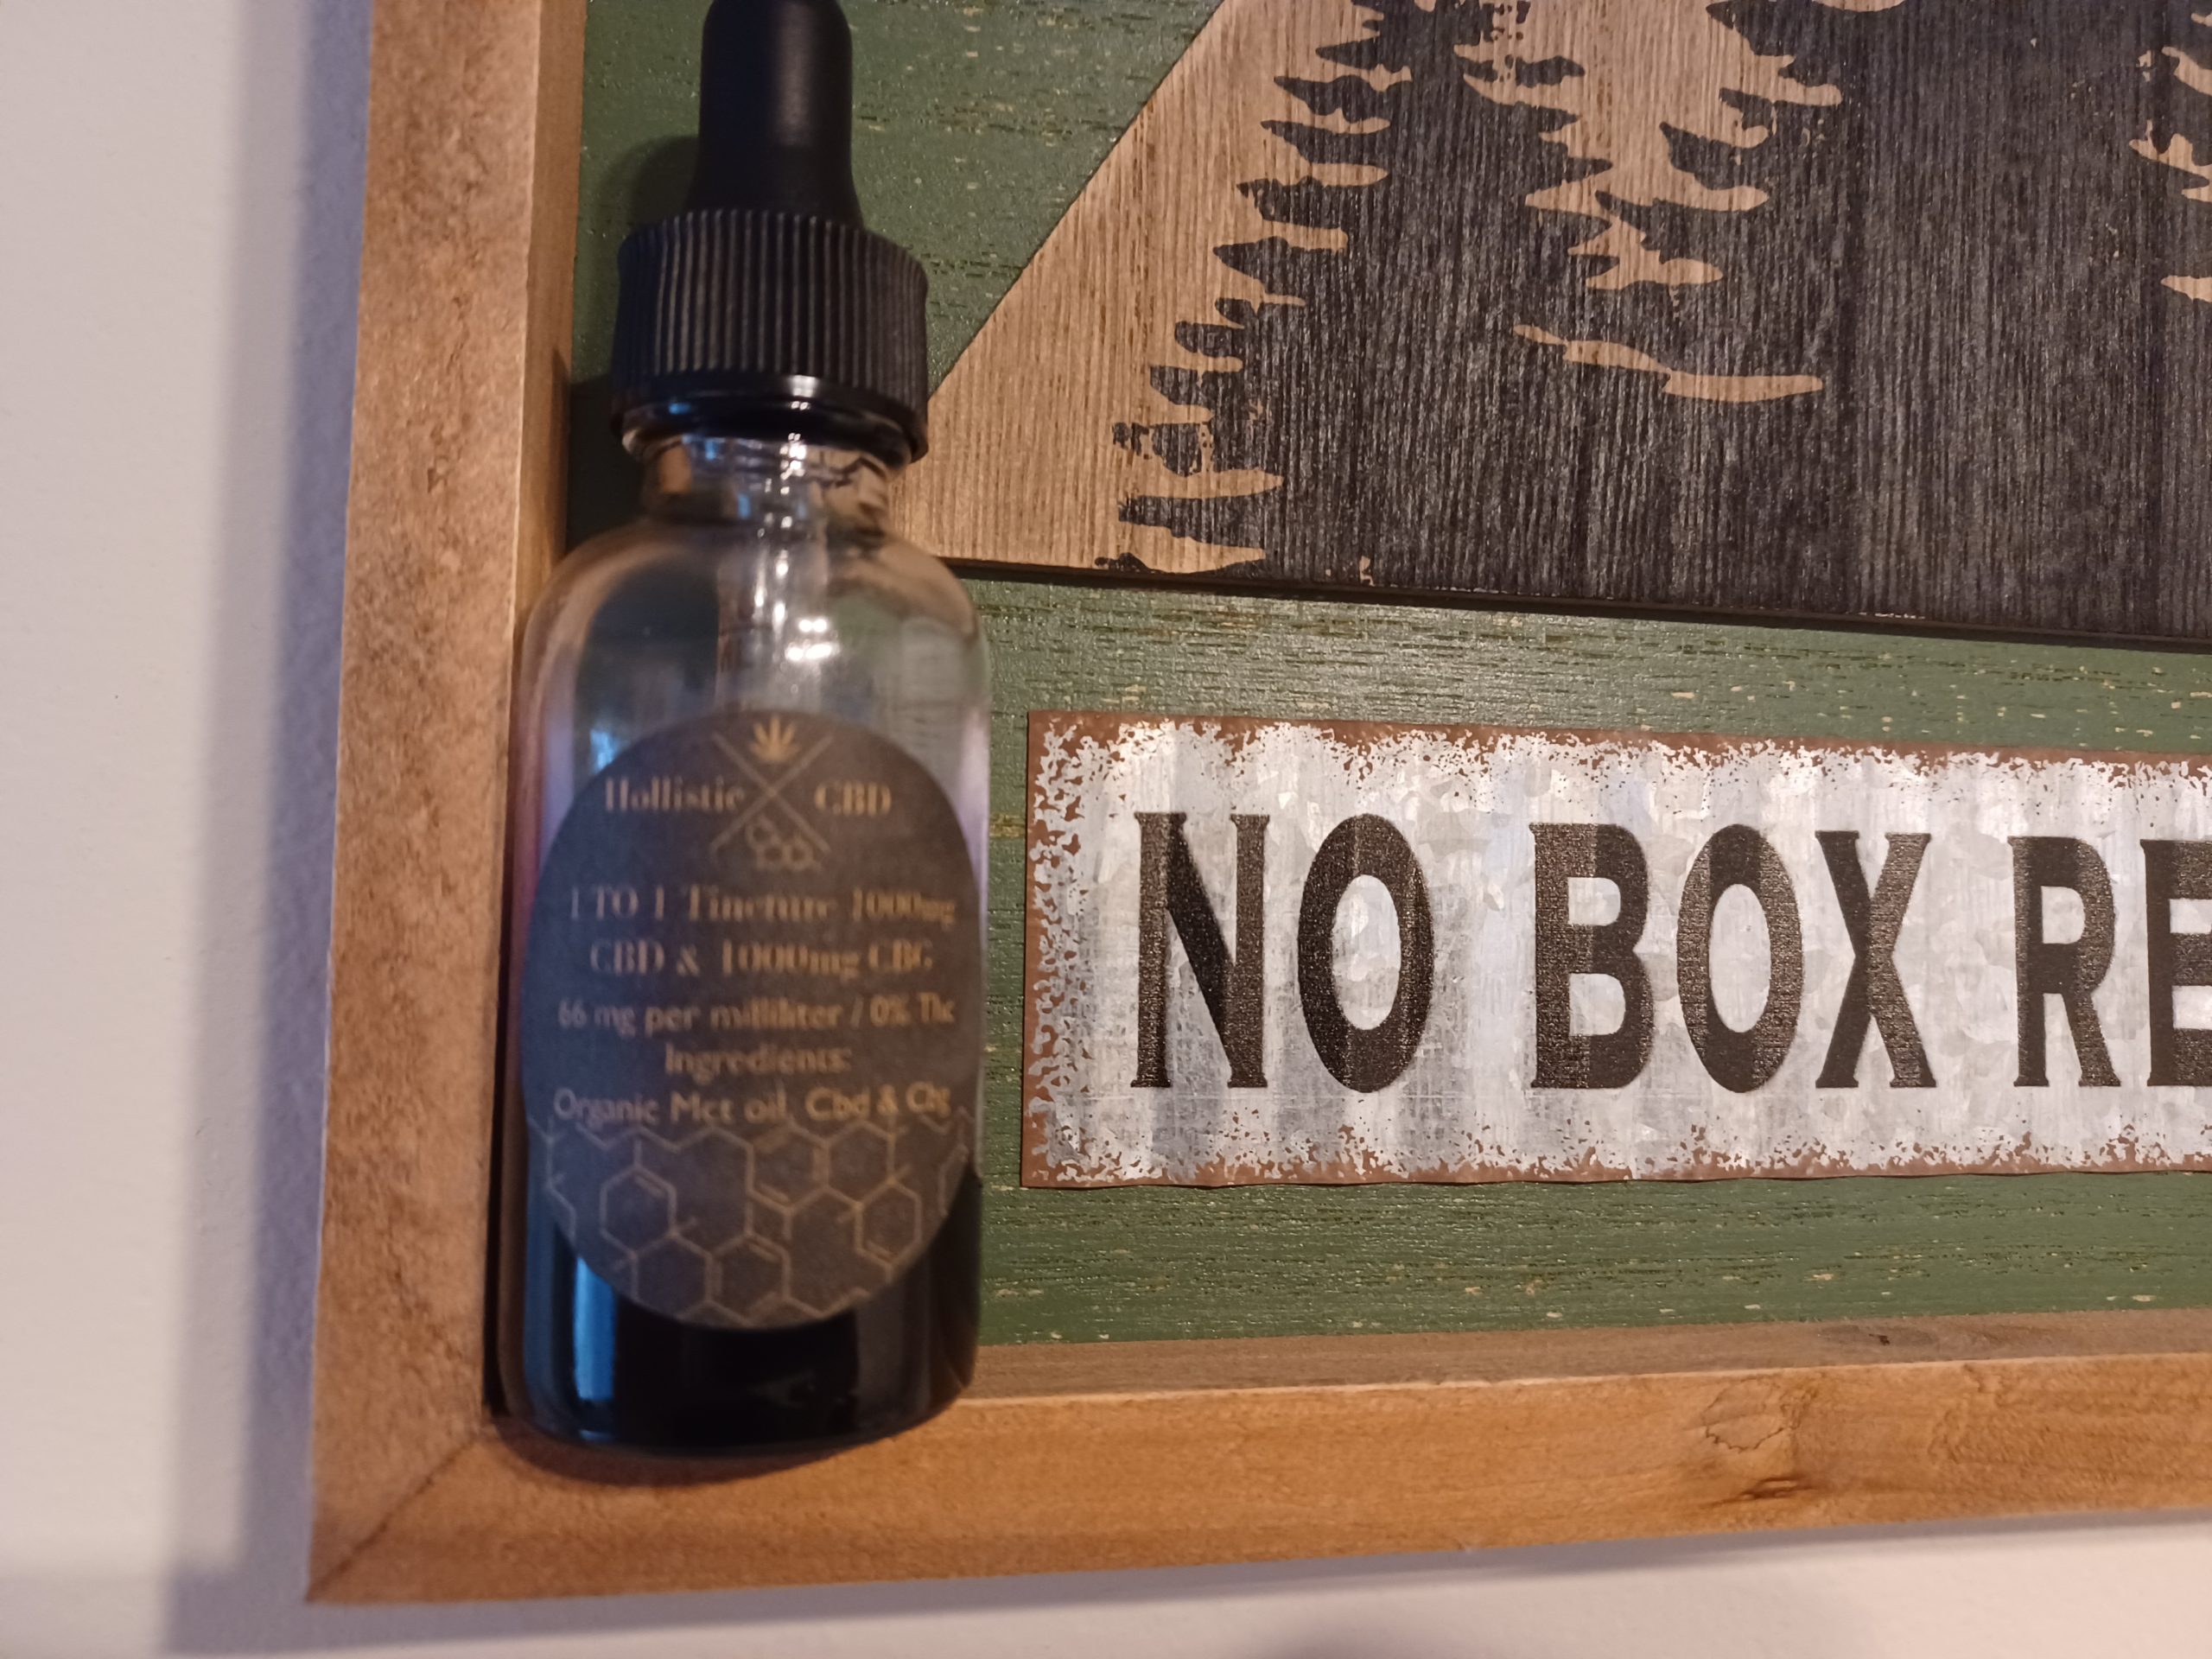 Hollistic CBD
1 TO 1 Tincture 1000mg
CBD & 1000mg CBG
66 mg per milliliter / 0% Thc
Ingredients:
Organic Mct oil, Cbd & Cbg
NO BOX RE